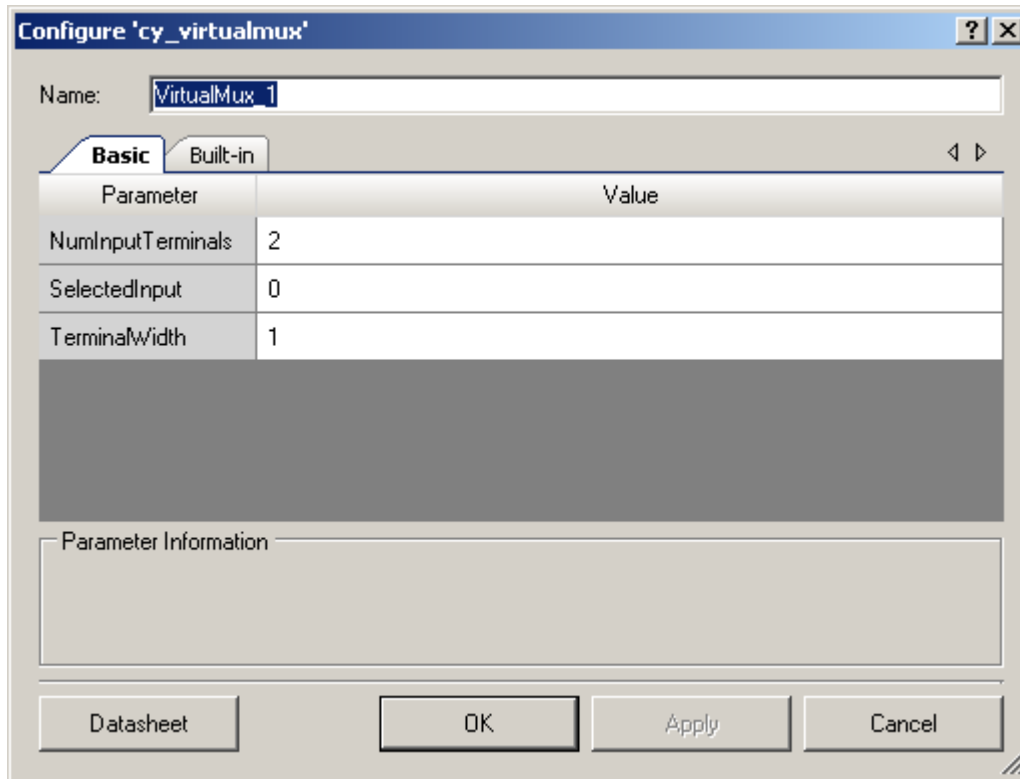 Configure 'cy_virtualmux'
Name: VirtualMux_1
Basic Built-in
Parameter Value
NumInputTerminals 2
SelectedInput 0
TerminalWidth 1
Parameter Information
Datasheet OK Apply Cancel